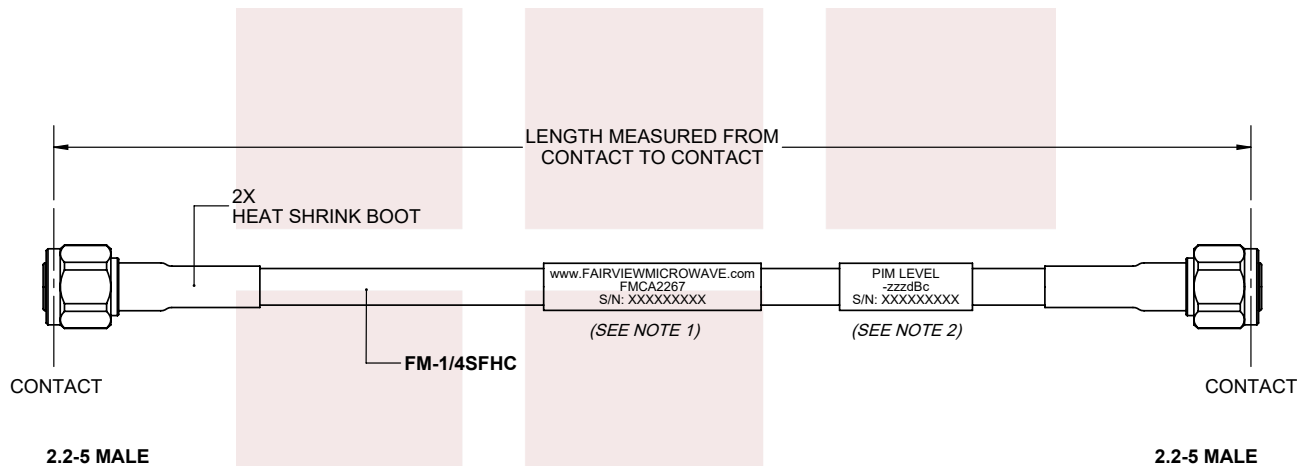 LENGTH MEASURED FROM
CONTACT TO CONTACT
2X
HEAT SHRINK BOOT
www.FAIRVIEWMICROWAVE.com
FMCA2267
S/N: XXXXXXXXX
PIM LEVEL
-zzzdBc
S/N: XXXXXXXXX
(SEE NOTE 1)
(SEE NOTE 2)
FM-1/4SFHC
CONTACT
CONTACT
2.2-5 MALE
2.2-5 MALE